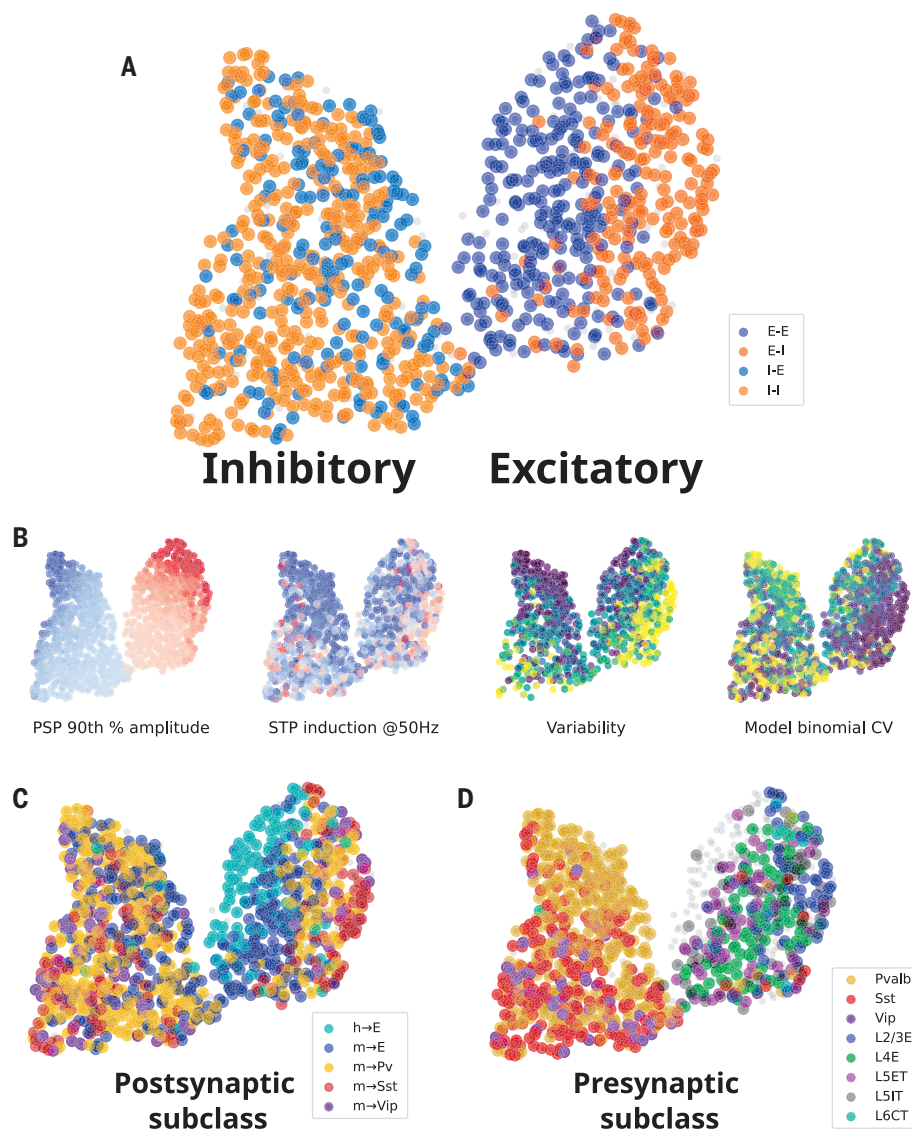 A
E-E
E-I
I-E
I-I
Inhibitory
Excitatory
B
PSP 90th % amplitude
STP induction @50Hz
Variability
Model binomial CV
C
h→E
m→E
m→Pv
m→Sst
m→Vip
Postsynaptic
subclass
D
Pvalb
Sst
Vip
L2/3E
L4E
L5ET
L5IT
L6CT
Presynaptic
subclass